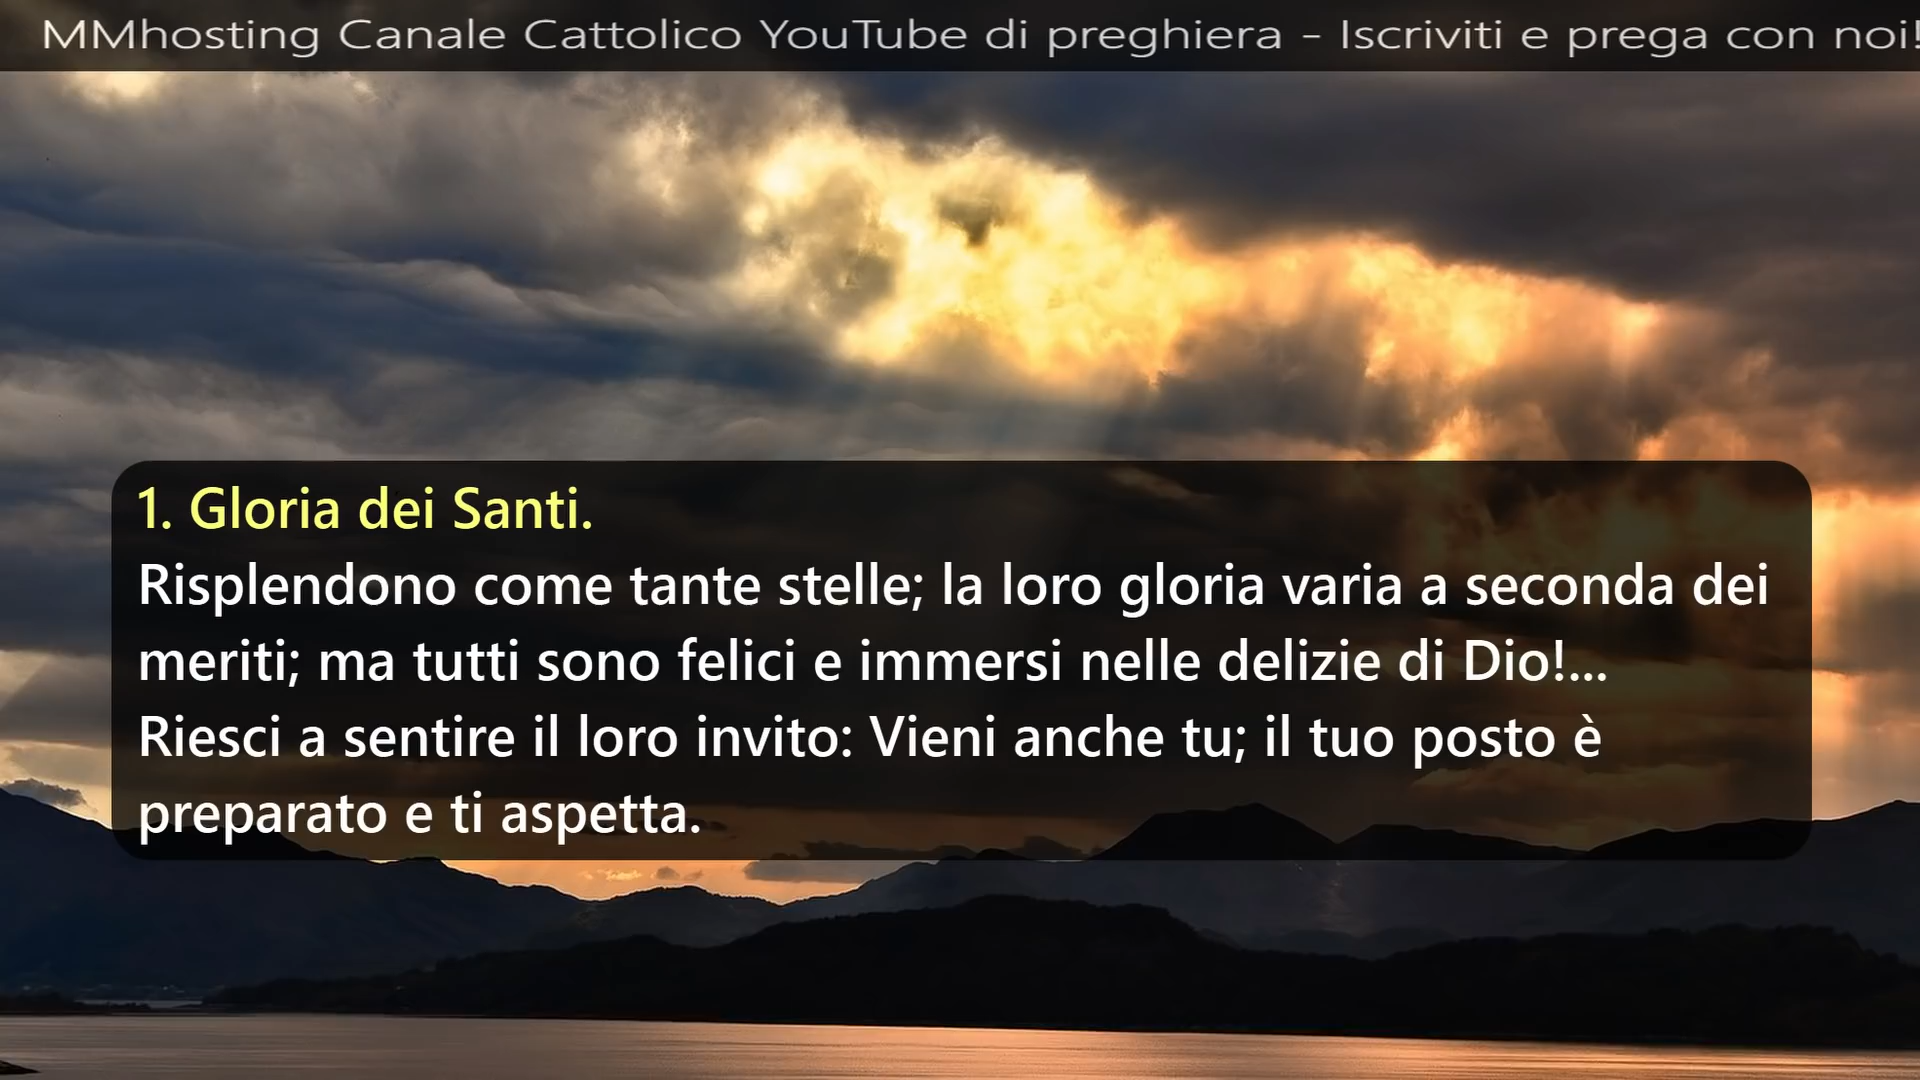 MMhosting Canale Cattolico YouTube di preghiera - Iscriviti e prega con noi!
1. Gloria dei Santi.
Risplendono come tante stelle; la loro gloria varia a seconda dei
meriti; ma tutti sono felici e immersi nelle delizie di Dio!...
Riesci a sentire il loro invito: Vieni anche tu; il tuo posto è
preparato e ti aspetta.